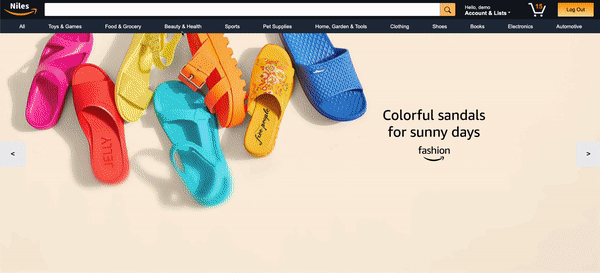 Niles
Hello, demo
Account & Lists
15
Log Out
All
Toys & Games
Food & Grocery
Beauty & Health
Sports
Pet Supplies
Home, Garden & Tools
Clothing
Shoes
Books
Electronics
Automotive
JELLY
free people
Colorful sandals
for sunny days
fashion
<
>